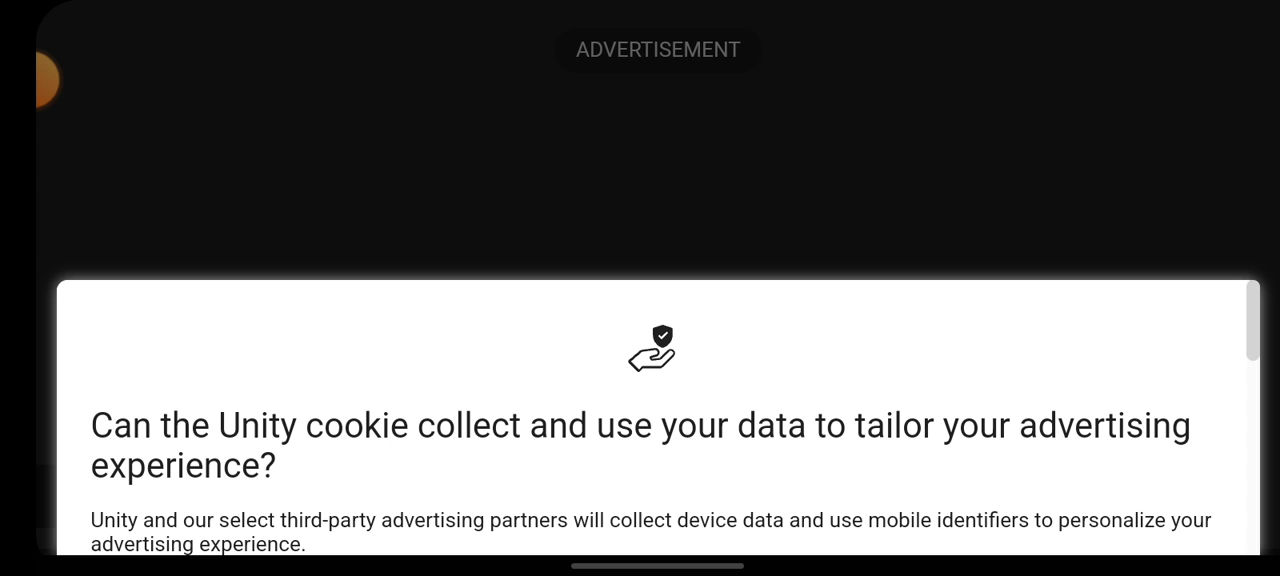 ADVERTISEMENT
Can the Unity cookie collect and use your data to tailor your advertising
experience?
Unity and our select third-party advertising partners will collect device data and use mobile identifiers to personalize your
advertising experience.